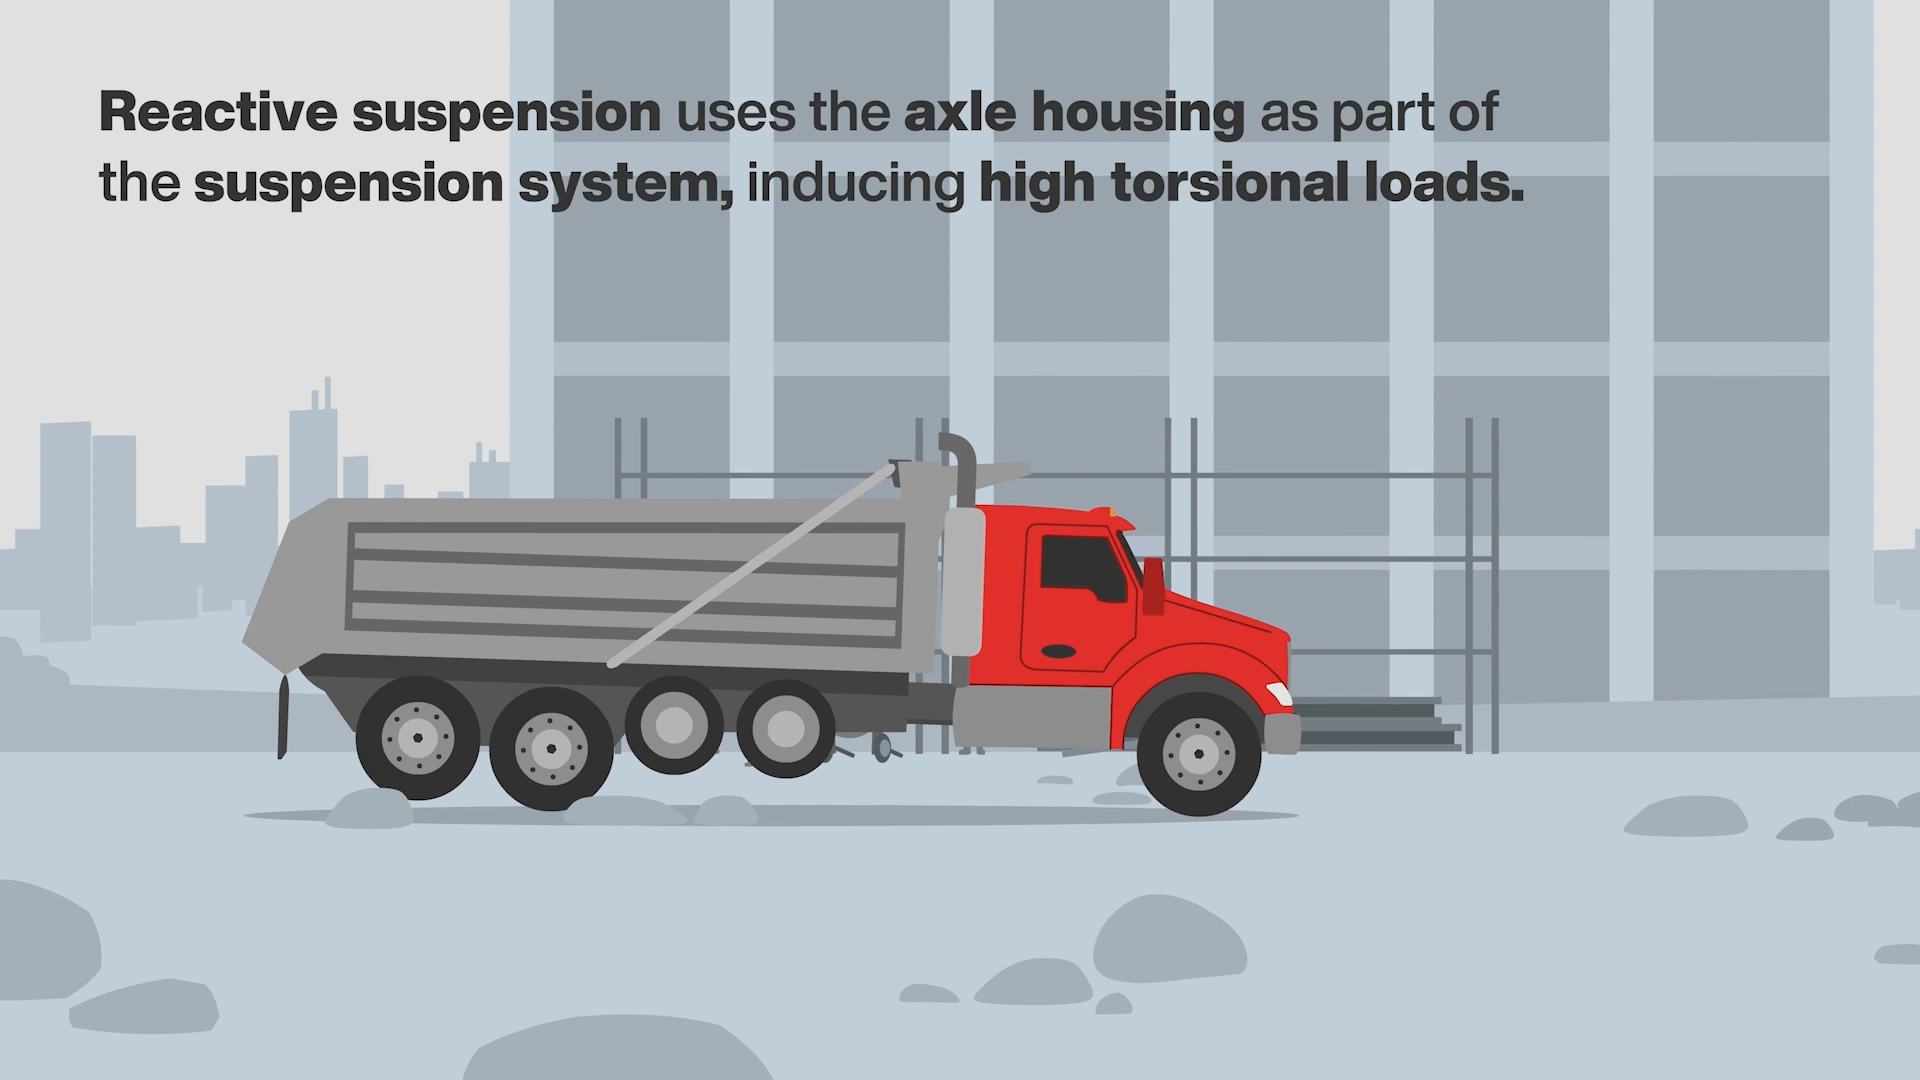 Reactive suspension uses the axle housing as part of
the suspension system, inducing high torsional loads.